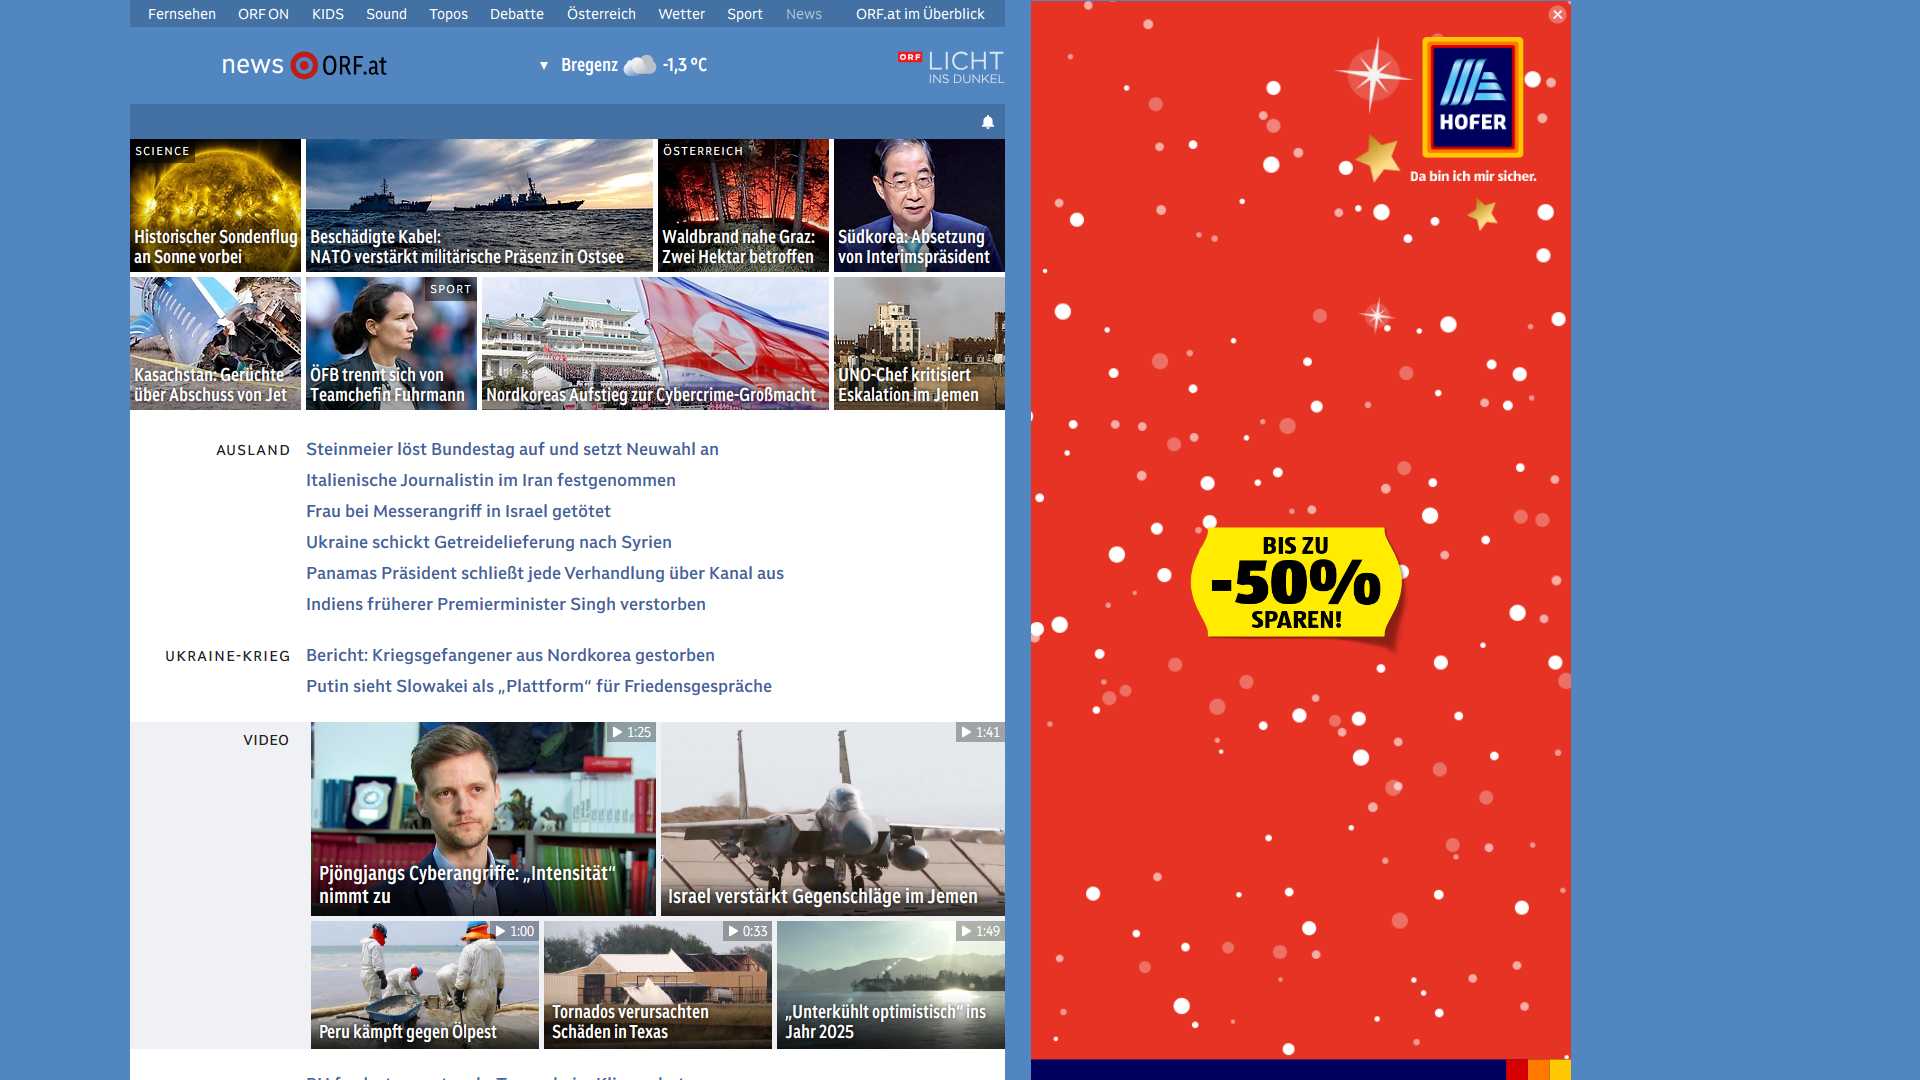 Fernsehen ORF ON KIDS Sound Topos Debatte Österreich Wetter Sport News ORF.at im Überblick
news ORF.at
▼ Bregenz -1,3 °C
ORF LICHT
INS DUNKEL
SCIENCE
Historischer Sondenflug
an Sonne vorbei
Beschädigte Kabel:
NATO verstärkt militärische Präsenz in Ostsee
ÖSTERREICH
Waldbrand nahe Graz:
Zwei Hektar betroffen
Südkorea: Absetzung
von Interimspräsident
Kasachstan: Gerüchte
über Abschuss von Jet
SPORT
ÖFB trennt sich von
Teamchefin Fuhrmann
Nordkoreas Aufstieg zur Cybercrime-Großmacht
UNO-Chef kritisiert
Eskalation im Jemen
AUSLAND
Steinmeier löst Bundestag auf und setzt Neuwahl an
Italienische Journalistin im Iran festgenommen
Frau bei Messerangriff in Israel getötet
Ukraine schickt Getreidelieferung nach Syrien
Panamas Präsident schließt jede Verhandlung über Kanal aus
Indiens früherer Premierminister Singh verstorben
UKRAINE-KRIEG
Bericht: Kriegsgefangener aus Nordkorea gestorben
Putin sieht Slowakei als „Plattform“ für Friedensgespräche
VIDEO
1:25
Pjöngjangs Cyberangriffe: „Intensität“
nimmt zu
1:41
Israel verstärkt Gegenschläge im Jemen
1:00
Peru kämpft gegen Ölpest
0:33
Tornados verursachten
Schäden in Texas
1:49
„Unterkühlt optimistisch“ ins
Jahr 2025
HOFER
Da bin ich mir sicher.
BIS ZU
-50%
SPAREN!